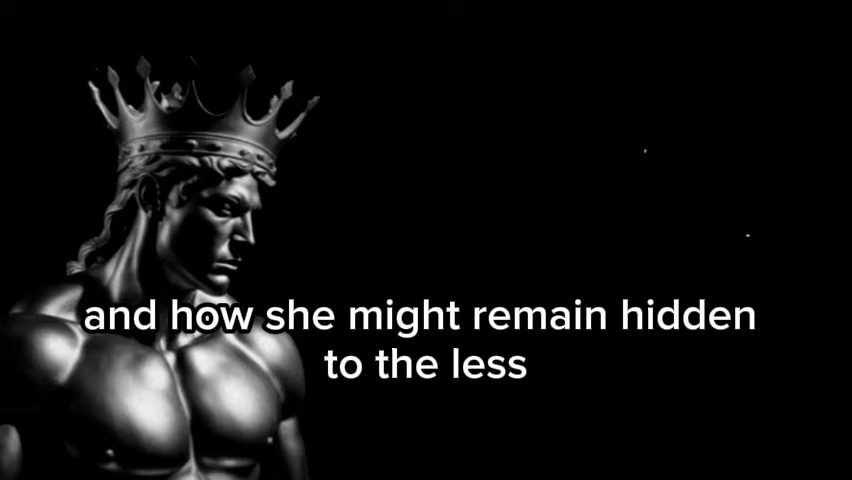 and how she might remain hidden
to the less